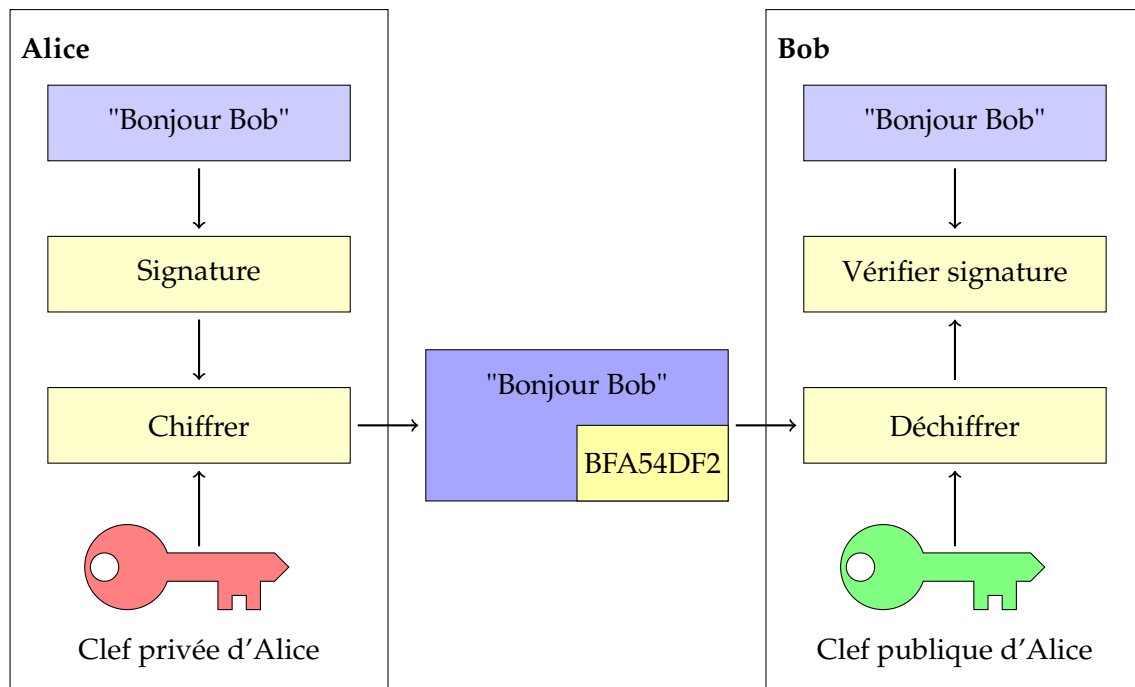 Alice
"Bonjour Bob"
Signature
Chiffrer
Clef privée d'Alice
"Bonjour Bob"
BFA54DF2
Bob
"Bonjour Bob"
Vérifier signature
Déchiffrer
Clef publique d'Alice